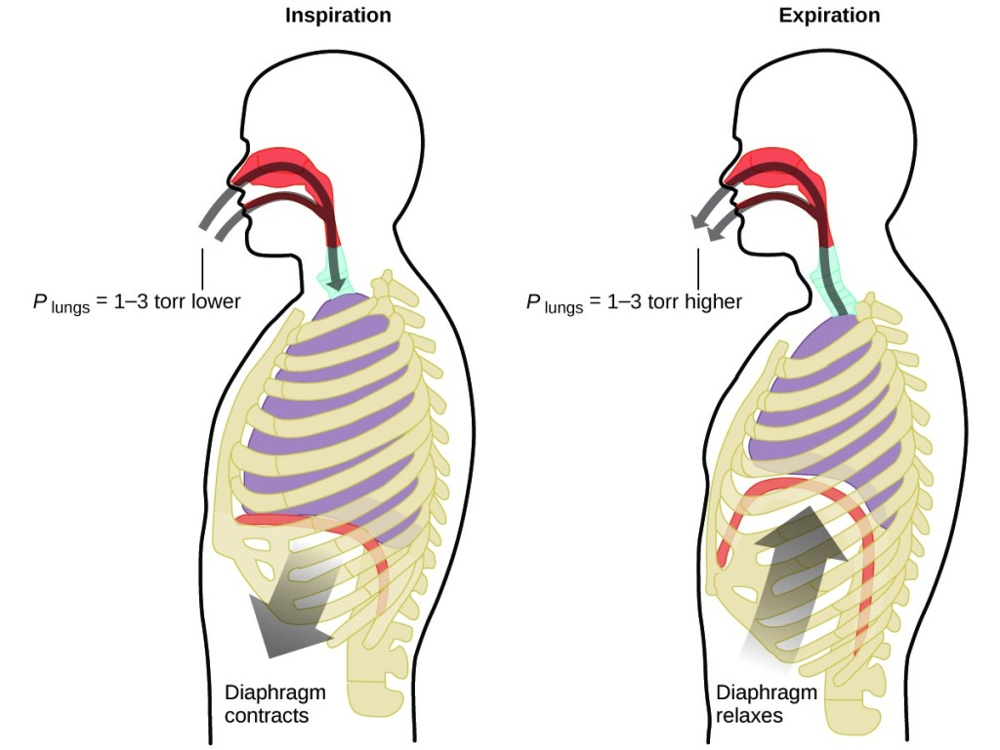 Inspiration
Expiration
P lungs = 1–3 torr lower
P lungs = 1–3 torr higher
Diaphragm
contracts
Diaphragm
relaxes